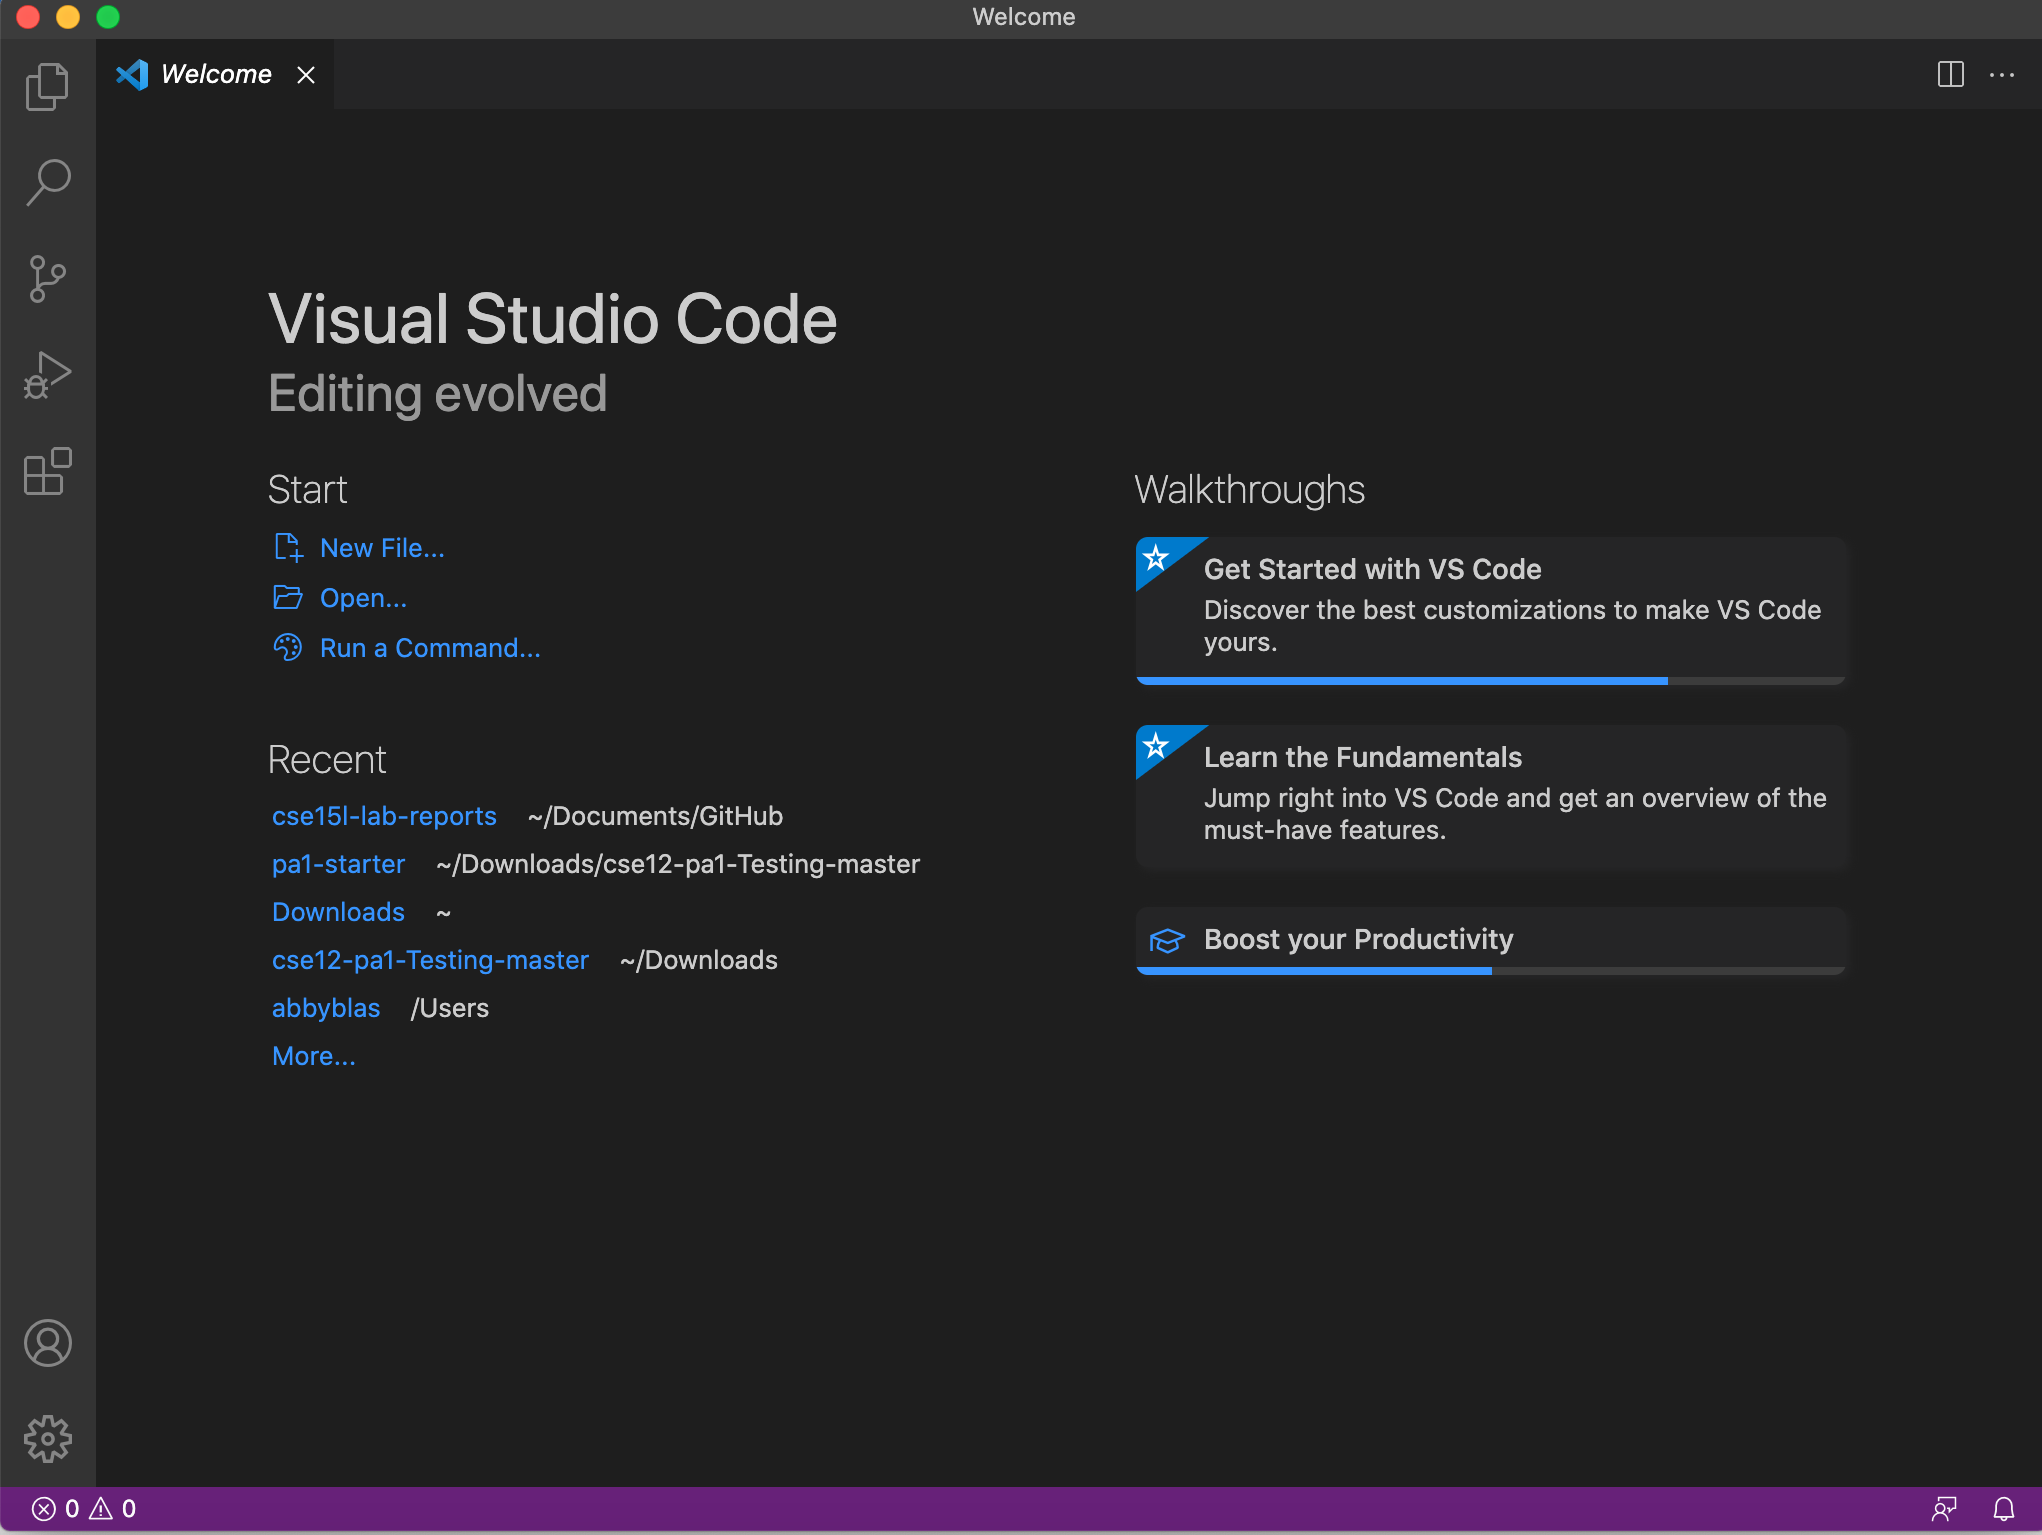 Welcome
Welcome
Visual Studio Code
Editing evolved
Start
New File...
Open...
Run a Command...
Recent
cse15l-lab-reports ~/Documents/GitHub
pa1-starter ~/Downloads/cse12-pa1-Testing-master
Downloads ~
cse12-pa1-Testing-master ~/Downloads
abbyblas /Users
More...
Walkthroughs
Get Started with VS Code
Discover the best customizations to make VS Code
yours.
Learn the Fundamentals
Jump right into VS Code and get an overview of the
must-have features.
Boost your Productivity
0 0